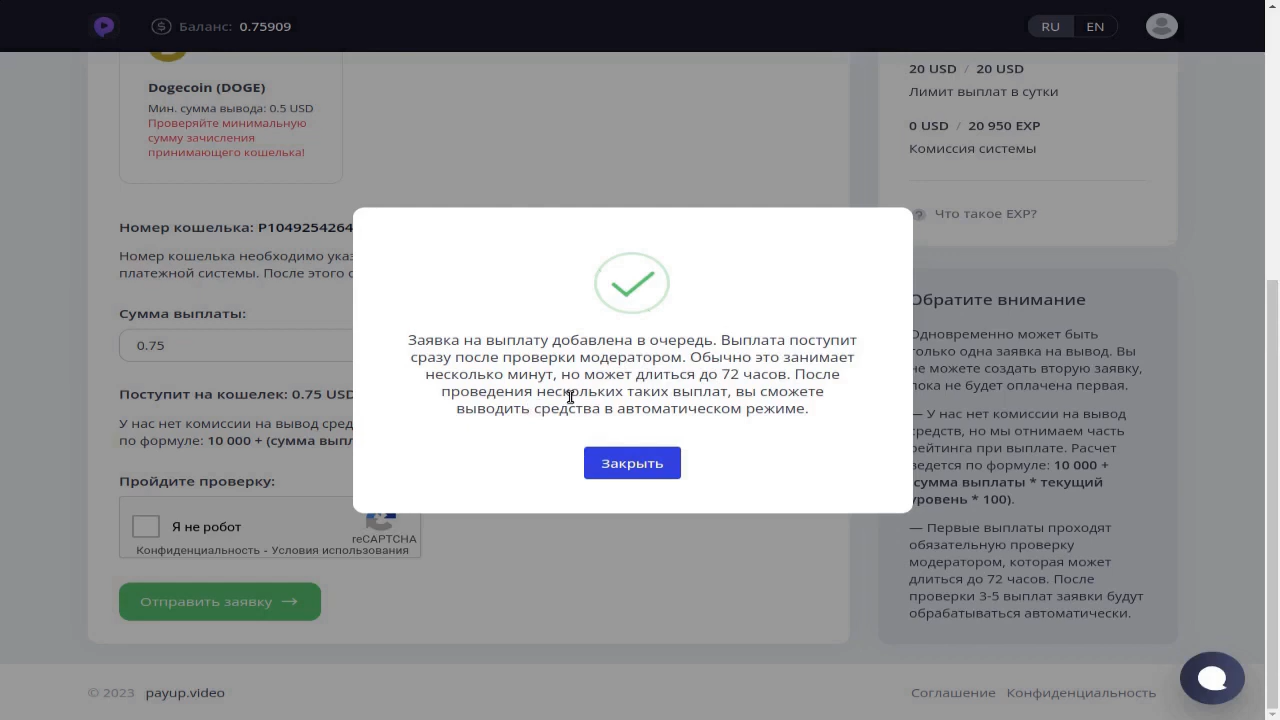 Баланс: 0.75909
RU EN
Dogecoin (DOGE)
Мин. сумма вывода: 0.5 USD
Проверяйте минимальную
сумму зачисления
принимающего кошелька!
Номер кошелька: P1049254264
Номер кошелька необходимо
платежной системы. После этого
Сумма выплаты:
0.75
Поступит на кошелек: 0.75 USD
У нас нет комиссии на вывод
по формуле: 10 000 + (сумма
Пройдите проверку:
Я не робот
reCAPTCHA
Конфиденциальность - Условия использования
Отправить заявку
Заявка на выплату добавлена в очередь. Выплата поступит
сразу после проверки модератором. Обычно это занимает
несколько минут, но может длиться до 72 часов. После
проведения нескольких таких выплат, вы сможете
выводить средства в автоматическом режиме.
Закрыть
20 USD / 20 USD
Лимит выплат в сутки
0 USD / 20 950 EXP
Комиссия системы
Что такое EXP?
Обратите внимание
Одновременно может быть
только одна заявка на вывод. Вы
не можете создать вторую заявку,
пока не будет оплачена первая.
— У нас нет комиссии на вывод
средств, но мы отнимаем часть
рейтинга при выплате. Расчет
ведется по формуле: 10 000 +
(сумма выплаты * текущий
уровень * 100).
— Первые выплаты проходят
обязательную проверку
модератором, которая может
длиться до 72 часов. После
проверки 3-5 выплат заявки будут
обрабатываться автоматически.
© 2023 payup.video
Соглашение Конфиденциальность